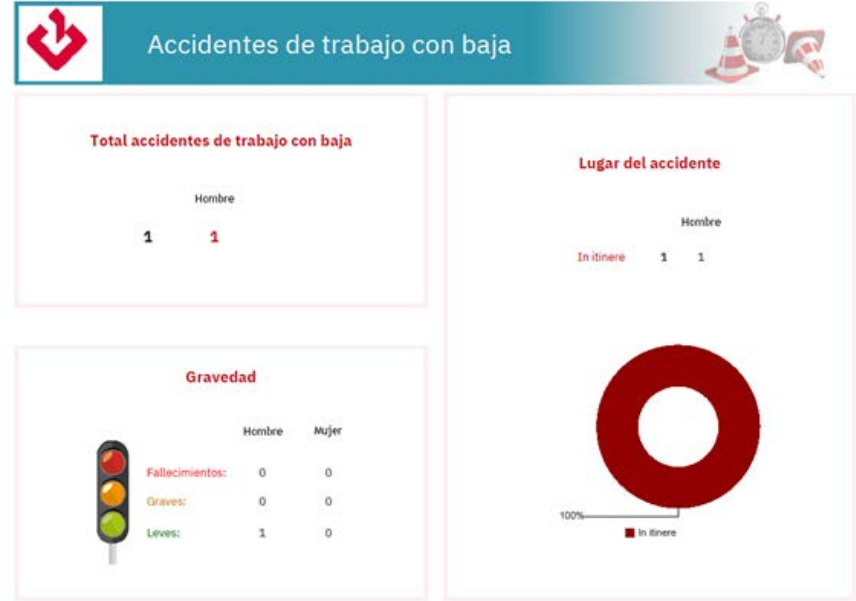 Accidentes de trabajo con baja
Total accidentes de trabajo con baja
Hombre
1 1
Gravedad
Hombre Mujer
Fallecimientos: 0 0
Graves: 0 0
Leves: 1 0
Lugar del accidente
Hombre
In itinere 1 1
100%
In itinere